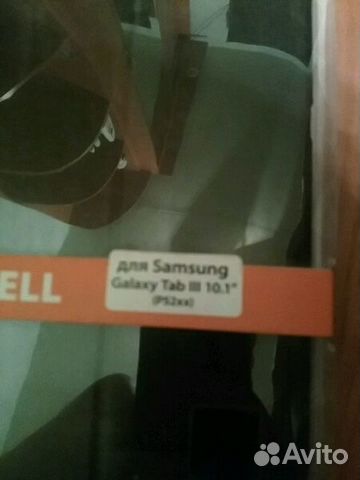 для Samsung
Galaxy Tab III 10.1"
(P52xx)
ELL
Avito